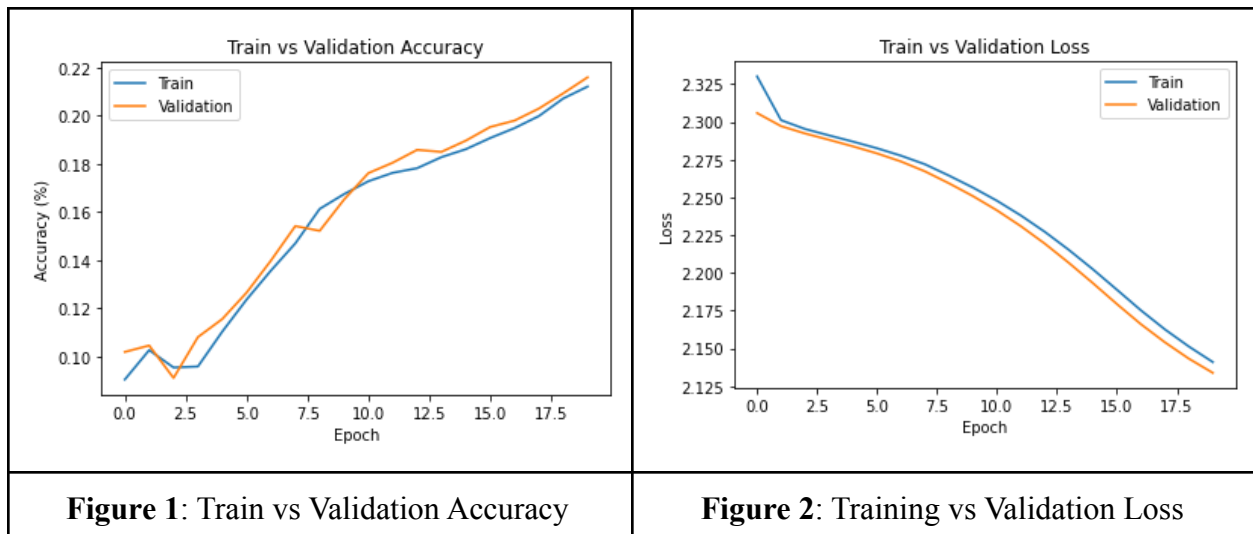 Train vs Validation Accuracy
Train
Validation
0.22
0.20
0.18
0.16
0.14
0.12
0.10
Accuracy (%)
0.0 2.5 5.0 7.5 10.0 12.5 15.0 17.5
Epoch
Train vs Validation Loss
Train
Validation
2.325
2.300
2.275
2.250
2.225
2.200
2.175
2.150
2.125
Loss
0.0 2.5 5.0 7.5 10.0 12.5 15.0 17.5
Epoch
Figure 1: Train vs Validation Accuracy
Figure 2: Training vs Validation Loss